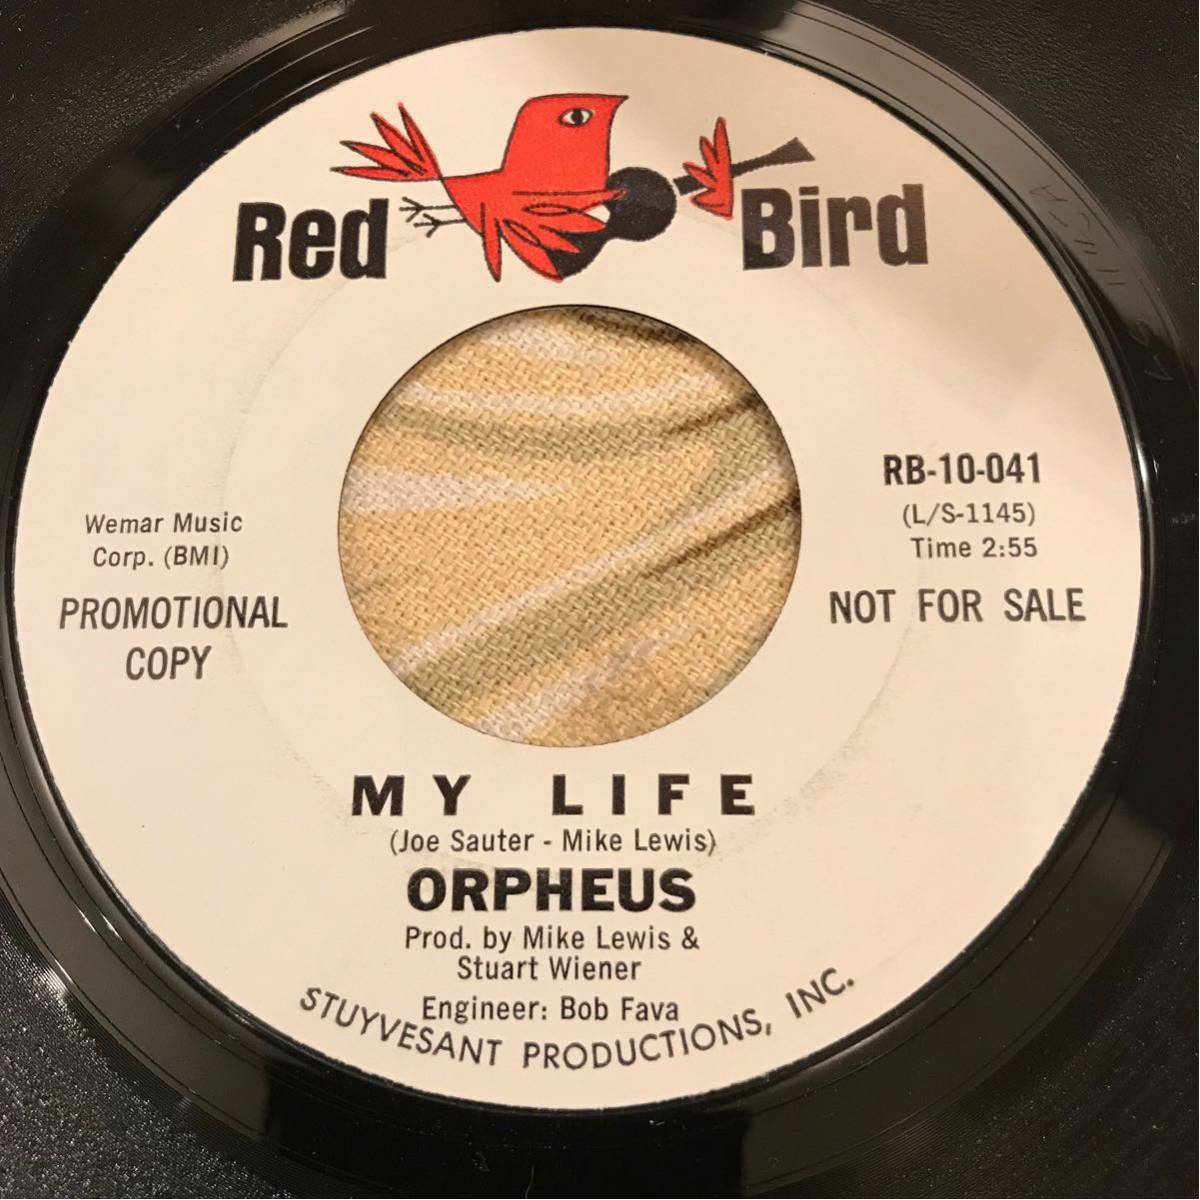 Red Bird
RB-10-041
(L/S-1145)
Time 2:55
NOT FOR SALE
Wemar Music
Corp. (BMI)
PROMOTIONAL
COPY
MY LIFE
(Joe Sauter - Mike Lewis)
ORPHEUS
Prod. by Mike Lewis &
Stuart Wiener
Engineer: Bob Fava
STUYVESANT PRODUCTIONS, INC.